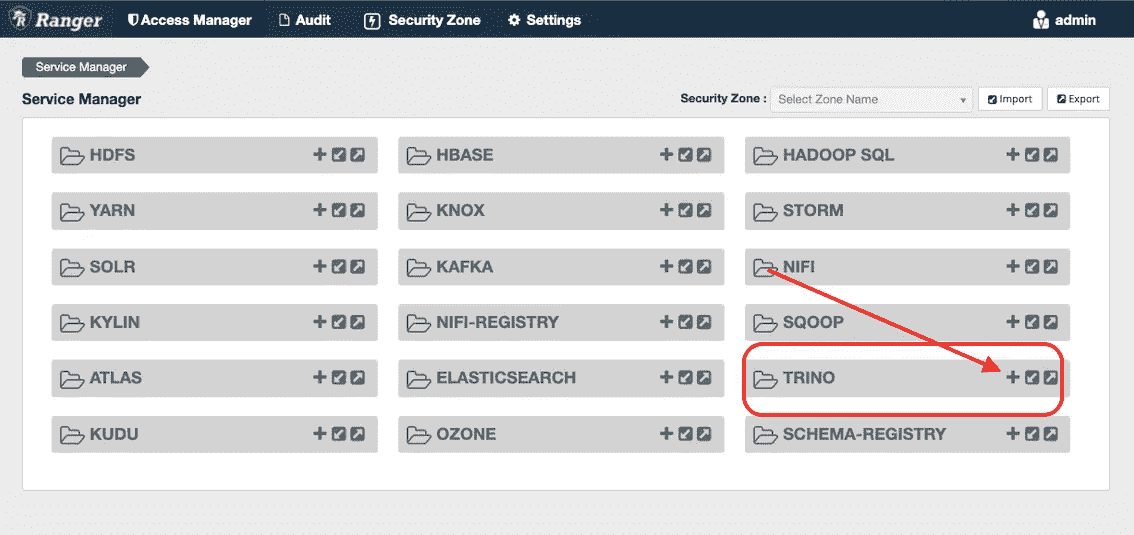 Ranger Access Manager Audit Security Zone Settings admin
Service Manager
Service Manager Security Zone : Select Zone Name Import Export
HDFS HBASE HADOOP SQL
YARN KNOX STORM
SOLR KAFKA NIFI
KYLIN NIFI-REGISTRY SQOOP
ATLAS ELASTICSEARCH TRINO
KUDU OZONE SCHEMA-REGISTRY